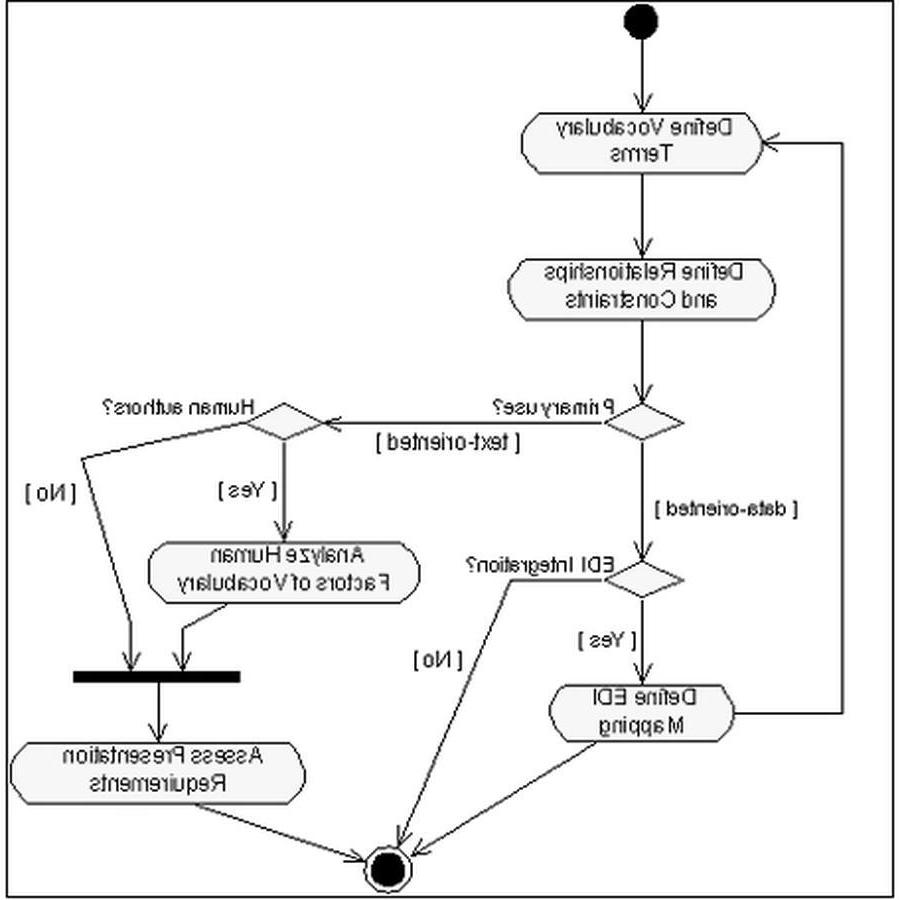 Define Vocabulary
Terms
Define Relationships
and Constraints
Primary use?
Human authors?
[ text-oriented ]
[ No ]
[ Yes ]
[ data-oriented ]
Analyze Human
Factors of Vocabulary
EDI Integration?
[ Yes ]
[ No ]
Define EDI
Mapping
Assess Presentation
Requirements